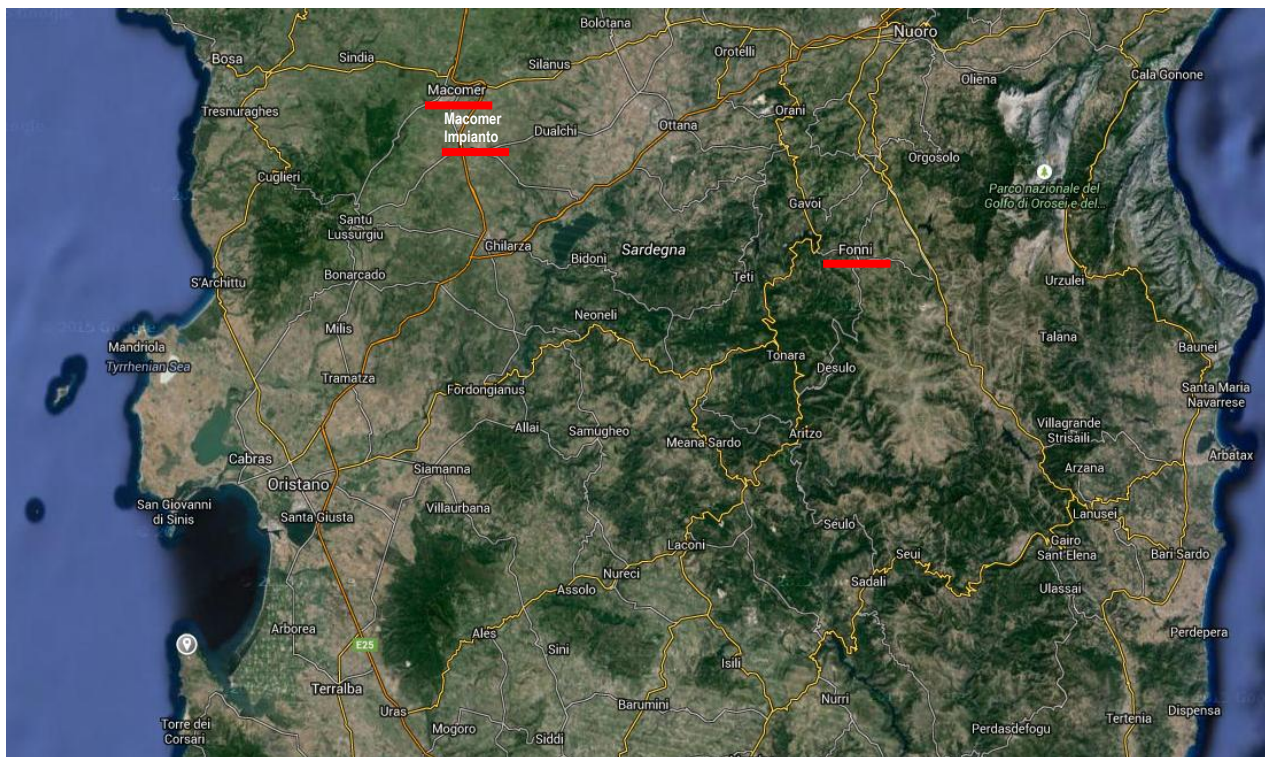 Bolotana
Nuoro
Orotelli
Bosa
Sindia
Silanus
Oliena
Cala Gonone
Macomer
Tresnuraghes
Orani
Macomer
Impianto
Dualchi
Ottana
Orgosolo
Cuglieri
Parco nazionale del
Golfo di Orosei e del...
Gavoi
Santu
Lussurgiu
Ghilarza
Sardegna
Fonni
Bidoni
Bonarcado
Teti
S'Archittu
Urzulei
Neoneli
Milis
Talana
Mandriola
Baunei
Tyrrhenian Sea
Tonara
Desulo
Tramatza
Fordongianus
Santa Maria
Navarrese
Allai
Samugheo
Meana Sardo
Aritzo
Villagrande
Strisaili
Cabras
Siamanna
Arzana
Arbatax
Oristano
San Giovanni
di Sinis
Santa Giusta
Villaurbana
Lanusei
Seulo
Laconi
Seui
Gairo
Sant'Elena
Bari Sardo
Nureci
Assolo
Sadali
Ulassai
Arborea
Ales
Perdepera
E25
Sini
Isili
Terralba
Uras
Barumini
Nurri
Torre dei
Corsari
Mogoro
Siddi
Perdasdefogu
Tertenia
Dispensa